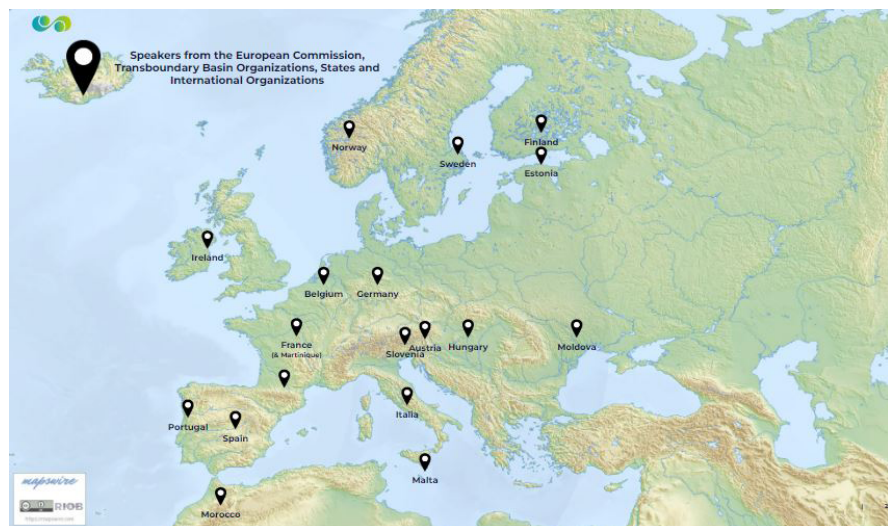 Speakers from the European Commission,
Transboundary Basin Organizations, States and
International Organizations
Norway
Finland
Sweden
Estonia
Ireland
Belgium
Germany
France
(& Martinique)
Slovenia
Austria
Hungary
Moldova
Italia
Portugal
Spain
Malta
Morocco
mapswire
RIOB